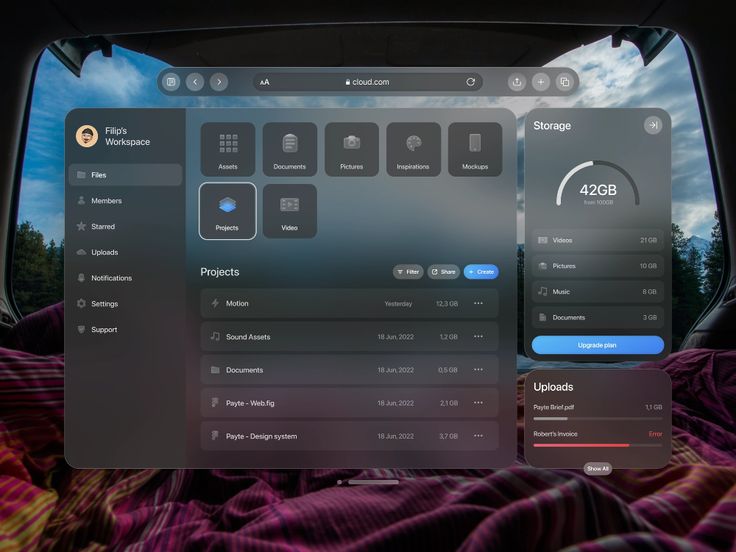 AA
cloud.com
Filip's
Workspace
Files
Members
Starred
Uploads
Notifications
Settings
Support
Assets
Documents
Pictures
Inspirations
Mockups
Projects
Video
Projects
Filter
Share
+ Create
Motion Yesterday 12,3 GB
Sound Assets 18 Jun, 2022 1,2 GB
Documents 18 Jun, 2022 0,5 GB
Payte - Web.fig 18 Jun, 2022 2,1 GB
Payte - Design system 18 Jun, 2022 3,7 GB
Storage
42GB
from 100GB
Videos 21 GB
Pictures 10 GB
Music 8 GB
Documents 3 GB
Upgrade plan
Uploads
Payte Brief.pdf 1,1 GB
Robert's Invoice Error
Show All